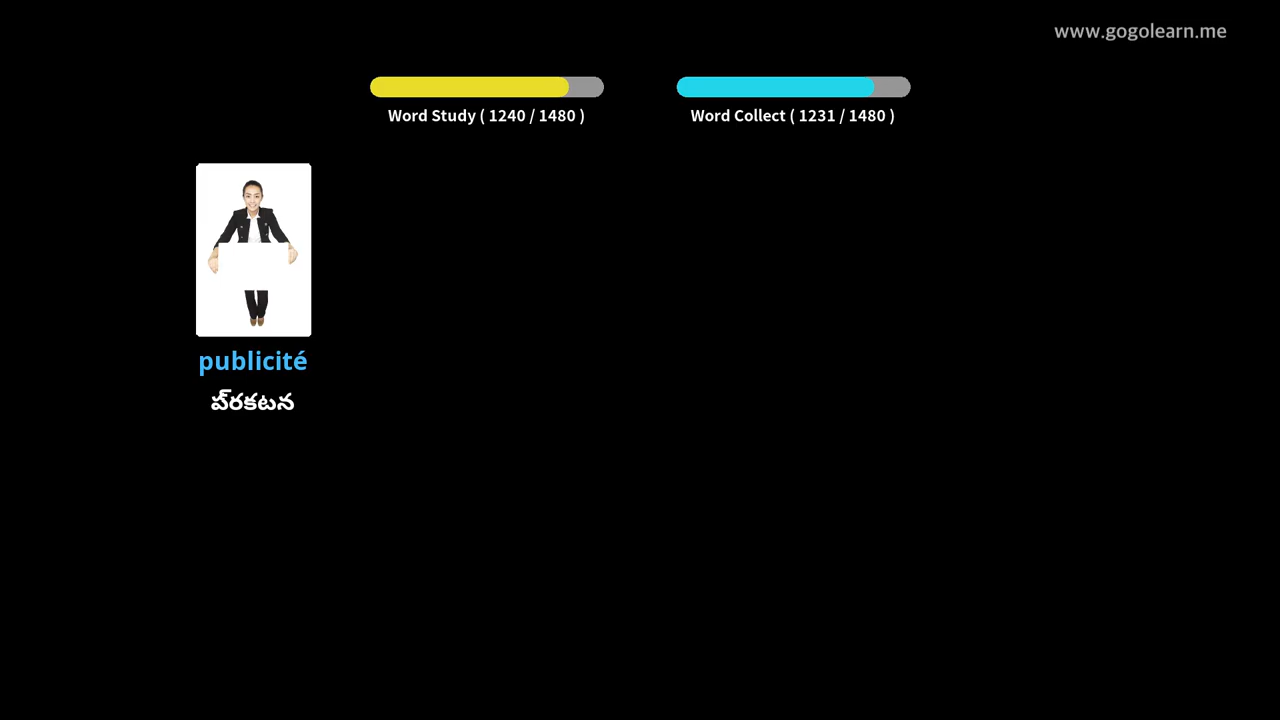 www.gogolearn.me
Word Study ( 1240 / 1480 )
Word Collect ( 1231 / 1480 )
publicité
ప్రకటన